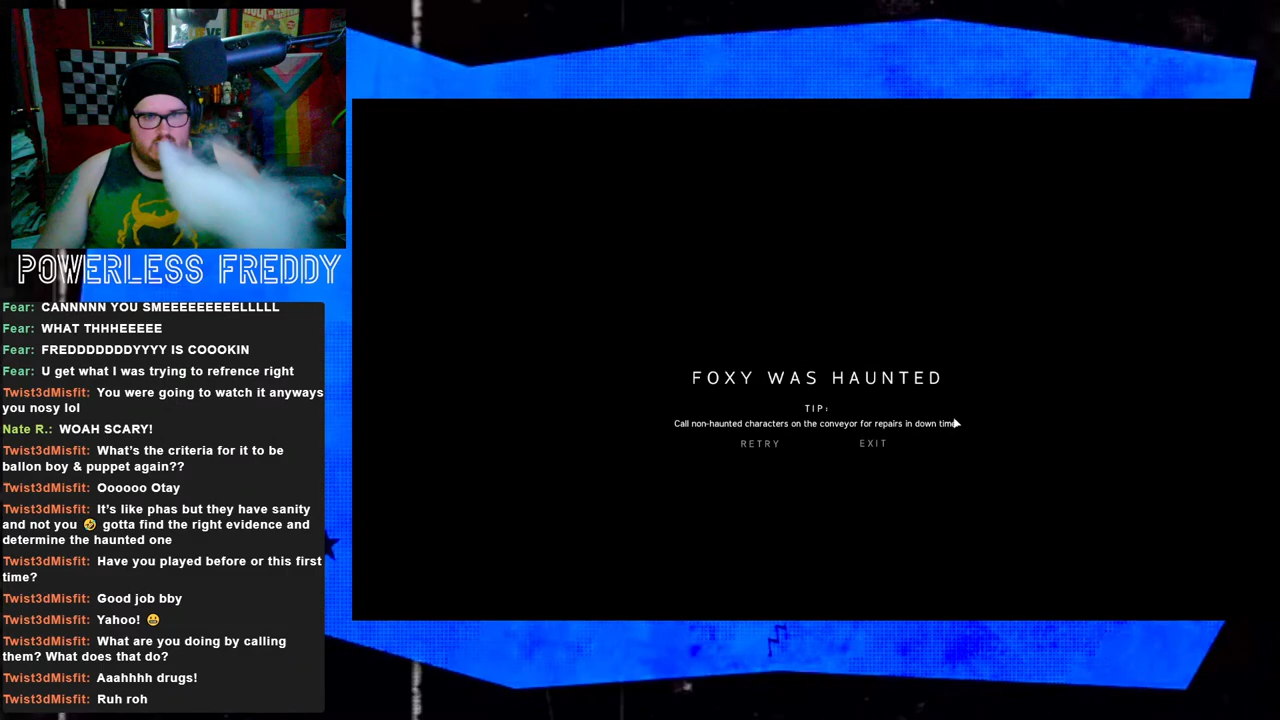 POWERLESS FREDDY
Fear: CANNNNN YOU SMEEEEEEEEELLLLL
Fear: WHAT THHHEEEEE
Fear: FREDDDDDDDYYYY IS COOOKIN
Fear: U get what I was trying to refrence right
Twist3dMisfit: You were going to watch it anyways
you nosy lol
Nate R.: WOAH SCARY!
Twist3dMisfit: What's the criteria for it to be
ballon boy & puppet again??
Twist3dMisfit: Oooooo Otay
Twist3dMisfit: It's like phas but they have sanity
and not you 🤣 gotta find the right evidence and
determine the haunted one
Twist3dMisfit: Have you played before or this first
time?
Twist3dMisfit: Good job bby
Twist3dMisfit: Yahoo! 😀
Twist3dMisfit: What are you doing by calling
them? What does that do?
Twist3dMisfit: Aaahhhh drugs!
Twist3dMisfit: Ruh roh
FOXY WAS HAUNTED
TIP:
Call non-haunted characters on the conveyor for repairs in down time
RETRY EXIT